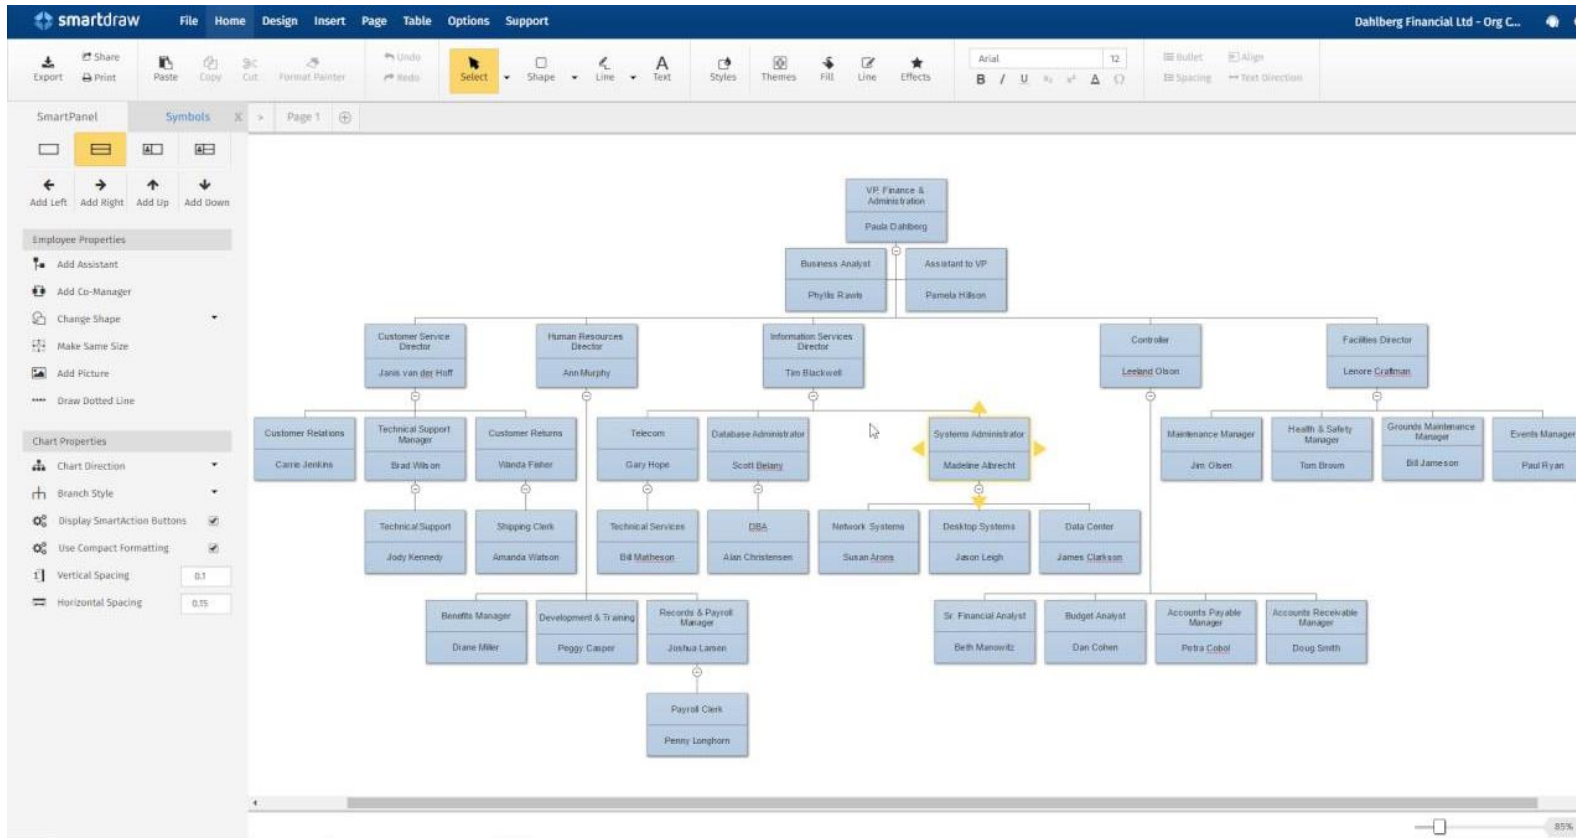 smartdraw File Home Design Insert Page Table Options Support Dahlberg Financial Ltd - Org C...
Export
Share
Print
Paste
Copy
Cut
Format Painter
Undo
Redo
Select
Shape
Line
Text
Styles
Themes
Fill
Line
Effects
Arial 12
B I U A
Bullet
Align
Spacing
Text Direction
SmartPanel Symbols X > Page 1
Add Left Add Right Add Up Add Down
Employee Properties
Add Assistant
Add Co-Manager
Change Shape
Make Same Size
Add Picture
Draw Dotted Line
Chart Properties
Chart Direction
Branch Style
Display SmartAction Buttons
Use Compact Formatting
Vertical Spacing 0.1
Horizontal Spacing 0.15
VP, Finance &
Administration
Paula Dahlberg
Business Analyst
Phyllis Rawls
Assistant to VP
Pamela Hillson
Customer Service
Director
Janis van der Hoff
Human Resources
Director
Ann Murphy
Information Services
Director
Tim Blackwell
Controller
Leeland Olson
Facilities Director
Lenore Craftman
Customer Relations
Carrie Jenkins
Technical Support
Manager
Brad Wilson
Customer Returns
Wanda Fisher
Telecom
Gary Hope
Database Administrator
Scott Belany
Systems Administrator
Madeline Albrecht
Maintenance Manager
Jim Olsen
Health & Safety
Manager
Tom Brown
Grounds Maintenance
Manager
Bill Jameson
Events Manager
Paul Ryan
Technical Support
Jody Kennedy
Shipping Clerk
Amanda Watson
Technical Services
Bill Matheson
DBA
Alan Christensen
Network Systems
Susan Arons
Desktop Systems
Jason Leigh
Data Center
James Clarkson
Benefits Manager
Diane Miller
Development & Training
Peggy Casper
Records & Payroll
Manager
Joshua Larsen
Sr. Financial Analyst
Beth Manowitz
Budget Analyst
Dan Cohen
Accounts Payable
Manager
Petra Cobol
Accounts Receivable
Manager
Doug Smith
Payroll Clerk
Penny Longhorn
85%